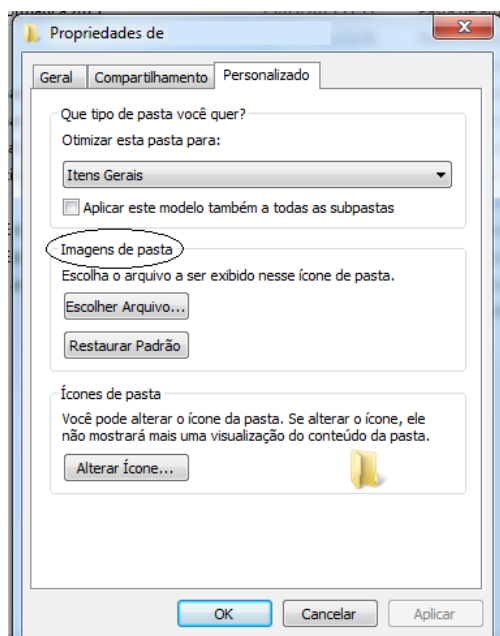 Propriedades de
Geral Compartilhamento Personalizado
Que tipo de pasta você quer?
Otimizar esta pasta para:
Itens Gerais
Aplicar este modelo também a todas as subpastas
Imagens de pasta
Escolha o arquivo a ser exibido nesse ícone de pasta.
Escolher Arquivo...
Restaurar Padrão
Ícones de pasta
Você pode alterar o ícone da pasta. Se alterar o ícone, ele
não mostrará mais uma visualização do conteúdo da pasta.
Alterar Ícone...
OK Cancelar Aplicar